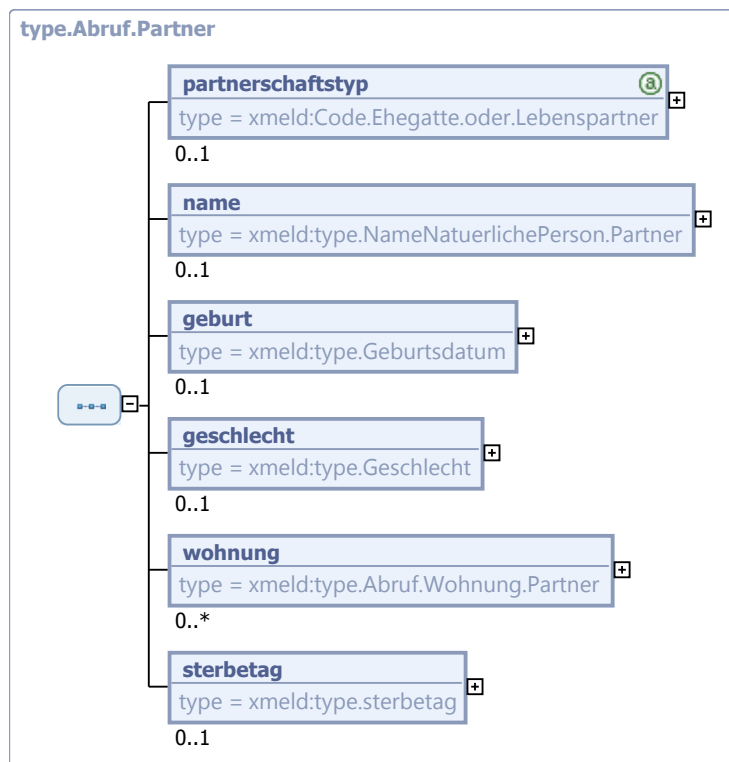 type.Abruf.Partner
partnerschaftstyp
a
type = xmeld:Code.Ehegatte.oder.Lebenspartner
0..1
name
type = xmeld:type.NameNatuerlichePerson.Partner
0..1
geburt
type = xmeld:type.Geburtsdatum
0..1
geschlecht
type = xmeld:type.Geschlecht
0..1
wohnung
type = xmeld:type.Abruf.Wohnung.Partner
0..*
sterbetag
type = xmeld:type.sterbetag
0..1